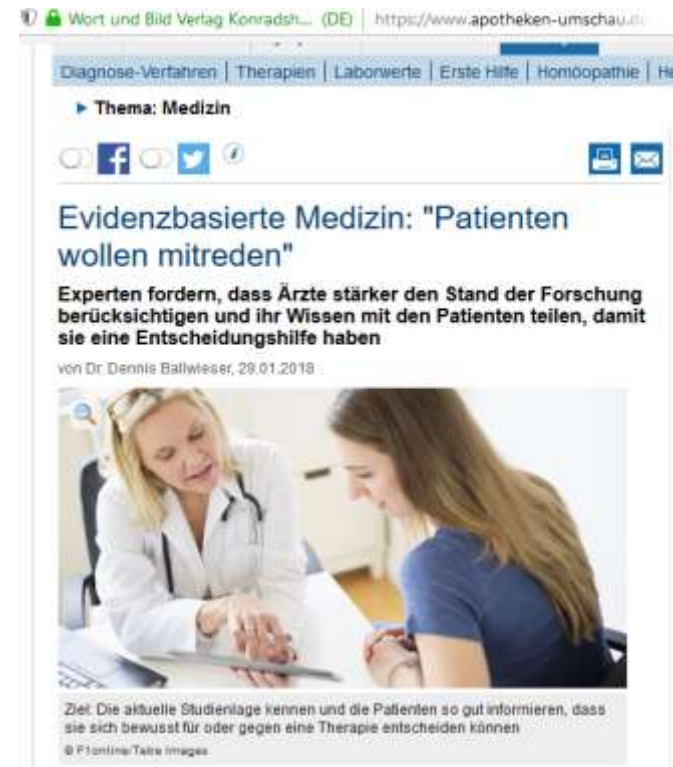 Wort und Bild Verlag Konradsh... (DE) https://www.apotheken-umschau.d
Diagnose-Verfahren | Therapien | Laborwerte | Erste Hilfe | Homöopathie | He
Thema: Medizin
Evidenzbasierte Medizin: "Patienten
wollen mitreden"
Experten fordern, dass Ärzte stärker den Stand der Forschung
berücksichtigen und ihr Wissen mit den Patienten teilen, damit
sie eine Entscheidungshilfe haben
von Dr. Dennis Ballwieser, 29.01.2018
Ziel: Die aktuelle Studienlage kennen und die Patienten so gut informieren, dass
sie sich bewusst für oder gegen eine Therapie entscheiden können
© F1online/Tetra Images